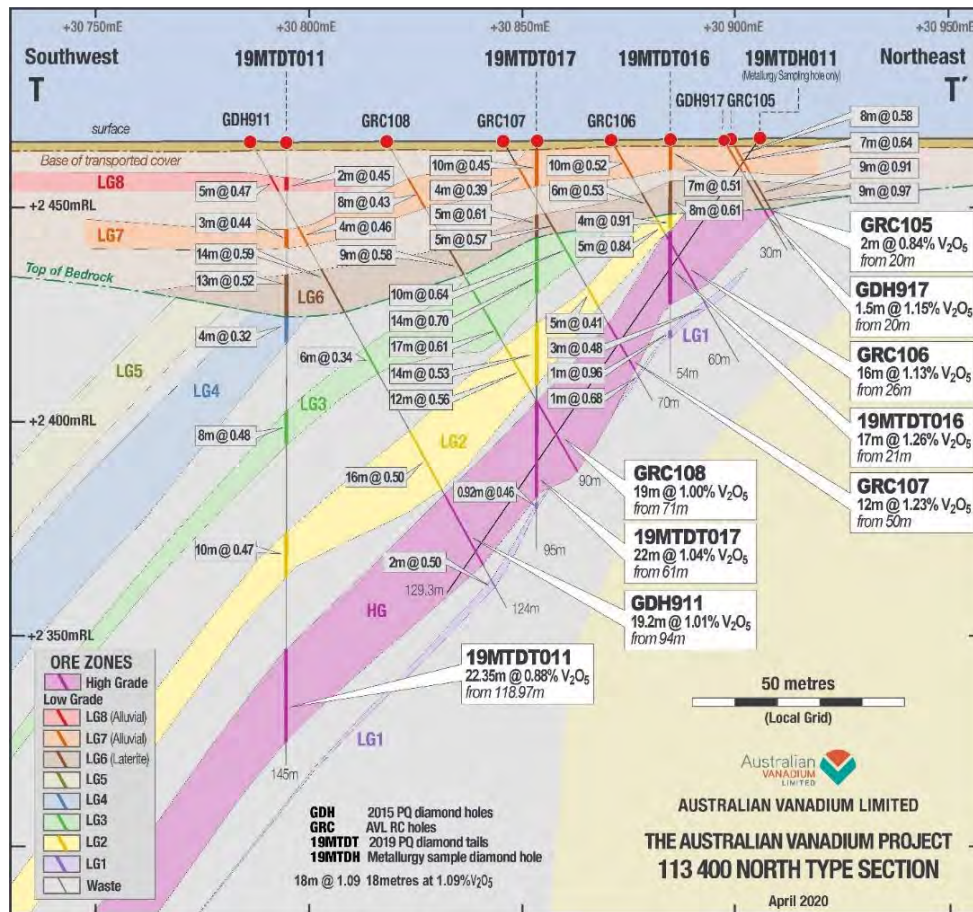 +30 750mE
+30 800mE
+30 850mE
+30 900mE
+30 950mE
Southwest
T
19MTDT011
19MTDT017
19MTDT016
19MTDH011
(Metallurgy Sampling hole only)
Northeast
T'
GDH911
GRC108
GRC107
GRC106
GDH917
GRC105
surface
Base of transported cover
LG8
5m @ 0.47
2m @ 0.45
8m @ 0.43
10m @ 0.45
4m @ 0.39
10m @ 0.52
6m @ 0.53
7m @ 0.51
8m @ 0.61
8m @ 0.58
7m @ 0.64
9m @ 0.91
9m @ 0.97
+2 450mRL
LG7
3m @ 0.44
14m @ 0.59
13m @ 0.52
4m @ 0.46
9m @ 0.58
5m @ 0.61
5m @ 0.57
4m @ 0.91
5m @ 0.84
Top of Bedrock
LG6
30m
GRC105
2m @ 0.84% V₂O₅
from 20m
GDH917
1.5m @ 1.15% V₂O₅
from 20m
GRC106
16m @ 1.13% V₂O₅
from 26m
19MTDT016
17m @ 1.26% V₂O₅
from 21m
GRC107
12m @ 1.23% V₂O₅
from 50m
4m @ 0.32
6m @ 0.34
10m @ 0.64
14m @ 0.70
17m @ 0.61
14m @ 0.53
12m @ 0.56
5m @ 0.41
3m @ 0.48
1m @ 0.96
1m @ 0.68
LG1
60m
54m
70m
LG5
LG4
LG3
+2 400mRL
8m @ 0.48
LG2
16m @ 0.50
0.92m @ 0.46
90m
GRC108
19m @ 1.00% V₂O₅
from 71m
19MTDT017
22m @ 1.04% V₂O₅
from 61m
GDH911
19.2m @ 1.01% V₂O₅
from 94m
10m @ 0.47
2m @ 0.50
95m
129.3m
124m
HG
+2 350mRL
19MTDT011
22.35m @ 0.88% V₂O₅
from 118.97m
LG1
145m
ORE ZONES
High Grade
Low Grade
LG8 (Alluvial)
LG7 (Alluvial)
LG6 (Laterite)
LG5
LG4
LG3
LG2
LG1
Waste
GDH 2015 PQ diamond holes
GRC AVL RC holes
19MTDT 2019 PQ diamond tails
19MTDH Metallurgy sample diamond hole
18m @ 1.09 18metres at 1.09%V₂O₅
50 metres
(Local Grid)
Australian
VANADIUM
LIMITED
AUSTRALIAN VANADIUM LIMITED
THE AUSTRALIAN VANADIUM PROJECT
113 400 NORTH TYPE SECTION
April 2020